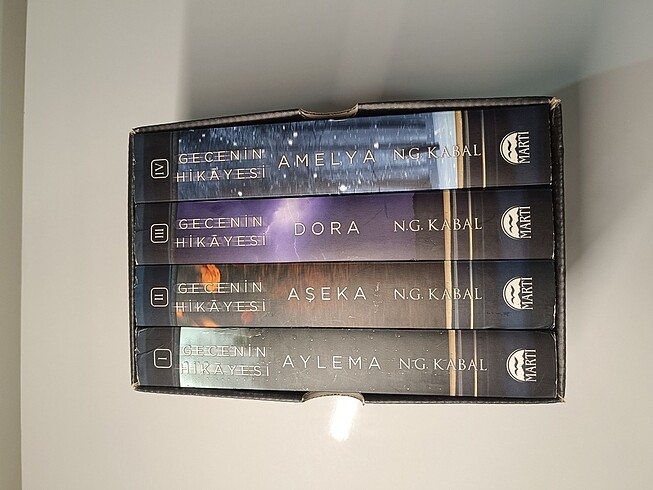 IV
GECENİN
HİKÂYESİ
AMELYA
N.G. KABAL
MARTI
III
GECENİN
HİKÂYESİ
DORA
N.G. KABAL
MARTI
II
GECENİN
HİKÂYESİ
AŞEKA
N.G. KABAL
MARTI
I
GECENİN
HİKÂYESİ
AYLEMA
N.G. KABAL
MARTI